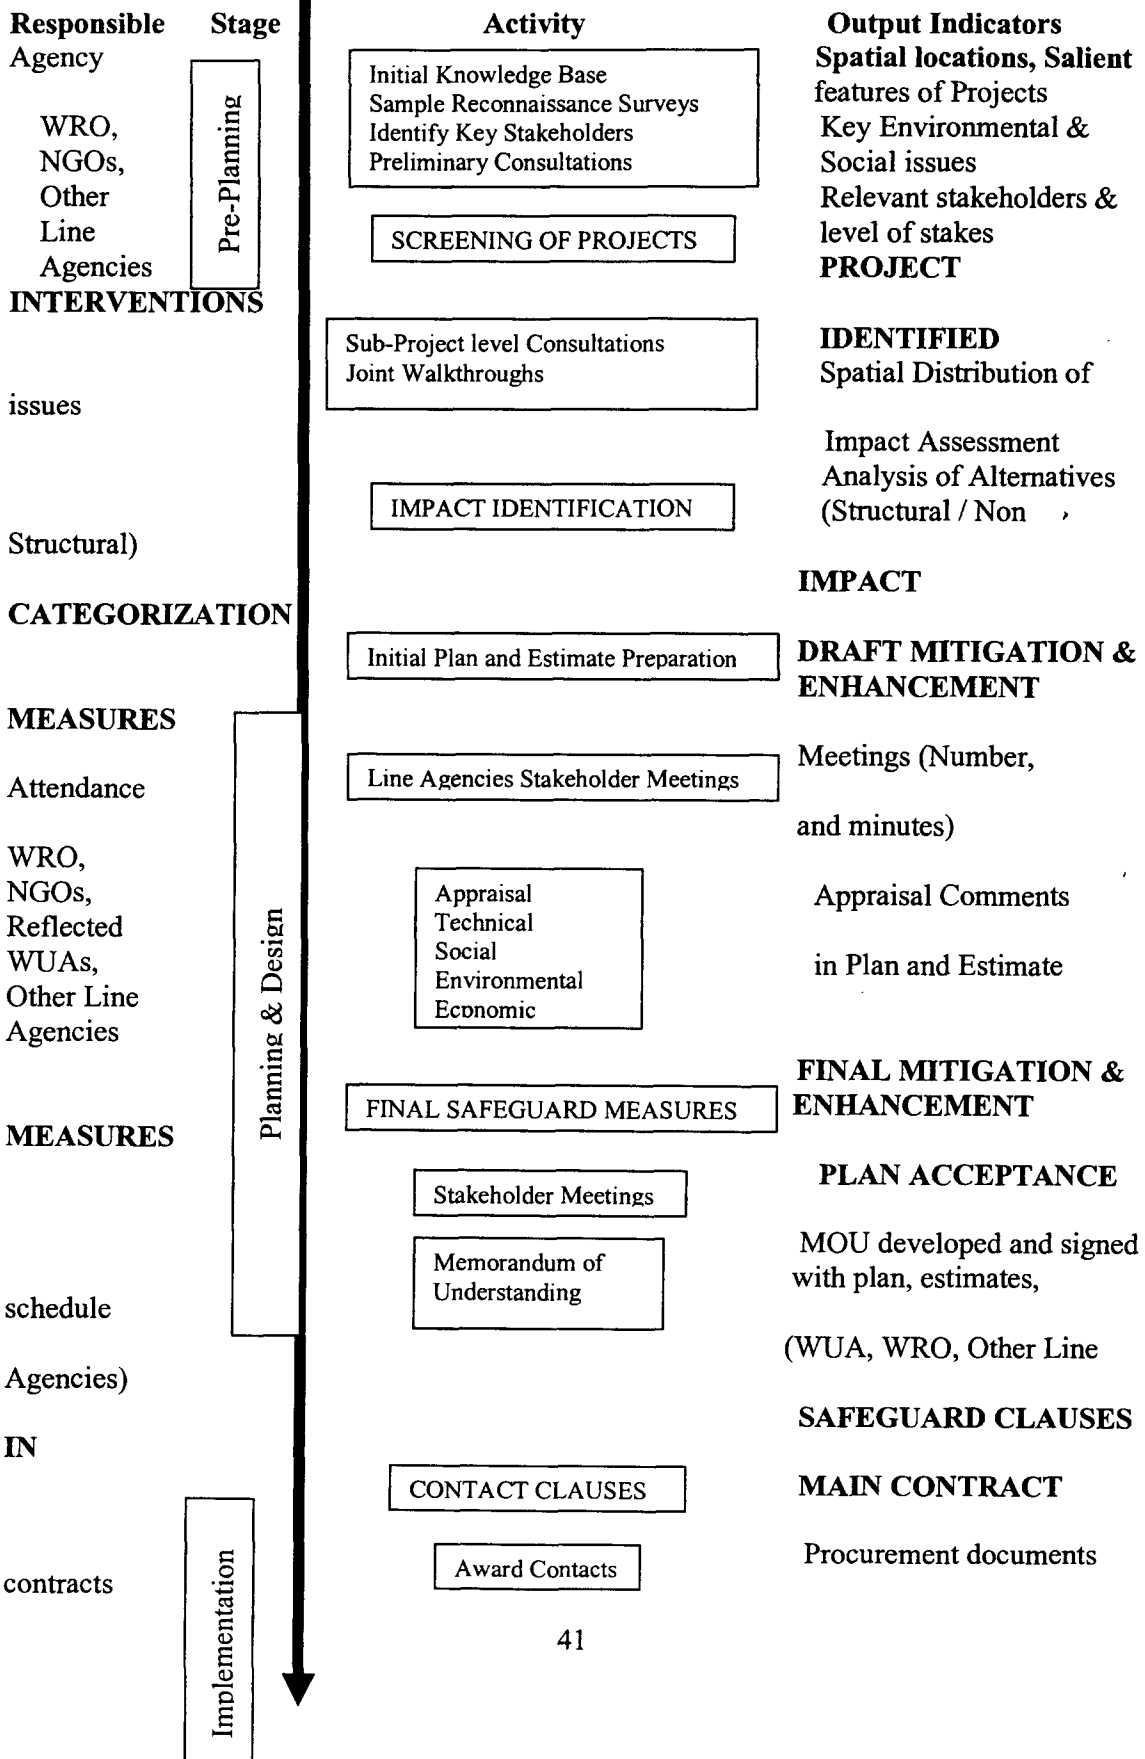 Responsible Stage Activity Output Indicators
Agency Spatial locations, Salient
Initial Knowledge Base
Sample Reconnaissance Surveys
Identify Key Stakeholders
Preliminary Consultations
features of Projects
WRO, Key Environmental &
NGOs, Social issues
Other Relevant stakeholders &
Line level of stakes
Pre-Planning
SCREENING OF PROJECTS
Agencies PROJECT
INTERVENTIONS
Sub-Project level Consultations
Joint Walkthroughs
IDENTIFIED
Spatial Distribution of
issues
Impact Assessment
Analysis of Alternatives
IMPACT IDENTIFICATION
(Structural / Non
Structural)
IMPACT
CATEGORIZATION
Initial Plan and Estimate Preparation
DRAFT MITIGATION &
ENHANCEMENT
MEASURES
Meetings (Number,
Line Agencies Stakeholder Meetings
Attendance
and minutes)
WRO,
NGOs, Appraisal Comments
Reflected
WUAs, in Plan and Estimate
Other Line
Agencies
Appraisal
Technical
Social
Environmental
Economic
Planning & Design
FINAL MITIGATION &
FINAL SAFEGUARD MEASURES ENHANCEMENT
MEASURES
PLAN ACCEPTANCE
Stakeholder Meetings
MOU developed and signed
Memorandum of
Understanding
with plan, estimates,
schedule
(WUA, WRO, Other Line
Agencies)
SAFEGUARD CLAUSES
IN
CONTACT CLAUSES MAIN CONTRACT
Award Contacts Procurement documents
contracts
Implementation
41